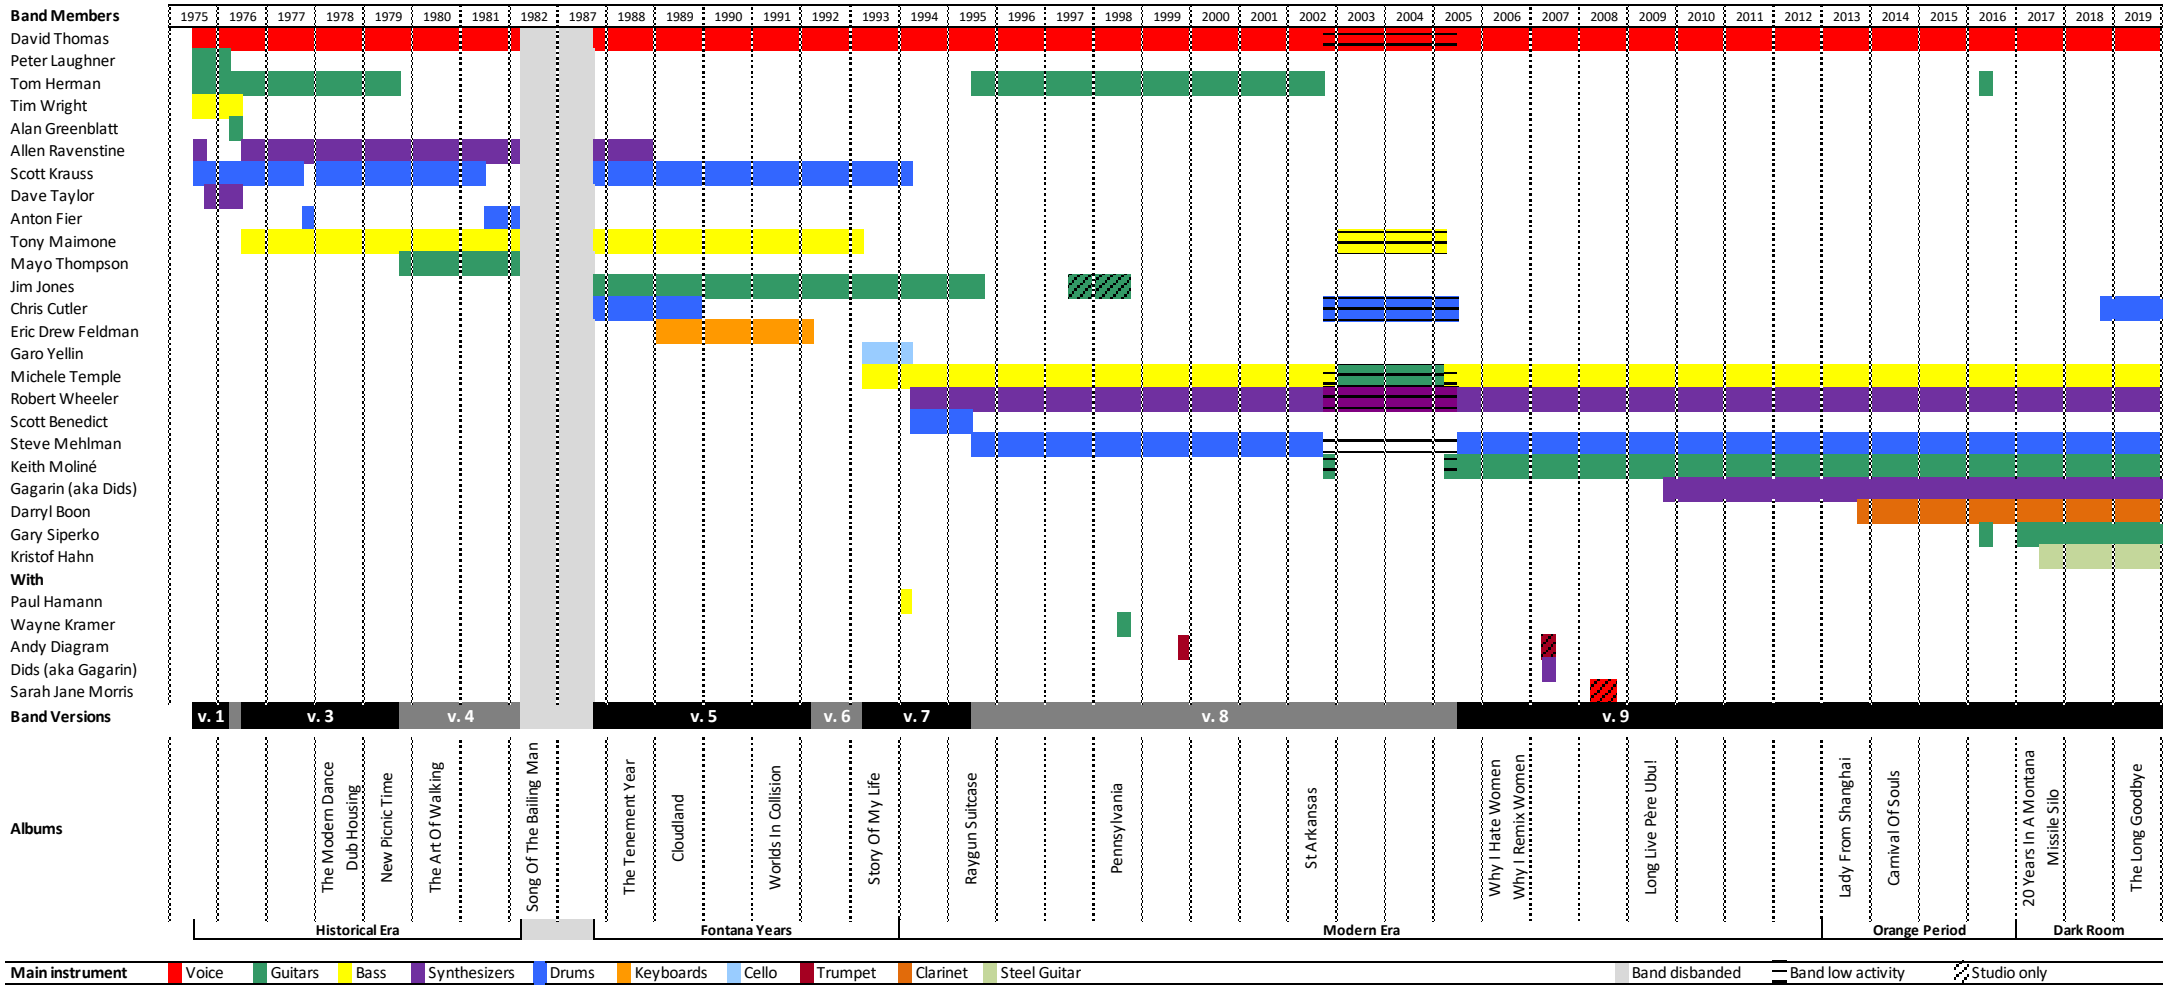 Band Members 1975 1976 1977 1978 1979 1980 1981 1982 1987 1988 1989 1990 1991 1992 1993 1994 1995 1996 1997 1998 1999 2000 2001 2002 2003 2004 2005 2006 2007 2008 2009 2010 2011 2012 2013 2014 2015 2016 2017 2018 2019
David Thomas
Peter Laughner
Tom Herman
Tim Wright
Alan Greenblatt
Allen Ravenstine
Scott Krauss
Dave Taylor
Anton Fier
Tony Maimone
Mayo Thompson
Jim Jones
Chris Cutler
Eric Drew Feldman
Garo Yellin
Michele Temple
Robert Wheeler
Scott Benedict
Steve Mehlman
Keith Moliné
Gagarin (aka Dids)
Darryl Boon
Gary Siperko
Kristof Hahn
With
Paul Hamann
Wayne Kramer
Andy Diagram
Dids (aka Gagarin)
Sarah Jane Morris
Band Versions v. 1 v. 3 v. 4 v. 5 v. 6 v. 7 v. 8 v. 9
Albums
The Modern Dance
Dub Housing
New Picnic Time
The Art Of Walking
Song Of The Bailing Man
The Tenement Year
Cloudland
Worlds In Collision
Story Of My Life
Raygun Suitcase
Pennsylvania
St Arkansas
Why I Hate Women
Why I Remix Women
Long Live Père Ubu!
Lady From Shanghai
Carnival Of Souls
20 Years In A Montana
Missile Silo
The Long Goodbye
Historical Era Fontana Years Modern Era Orange Period Dark Room
Main instrument Voice Guitars Bass Synthesizers Drums Keyboards Cello Trumpet Clarinet Steel Guitar Band disbanded Band low activity Studio only